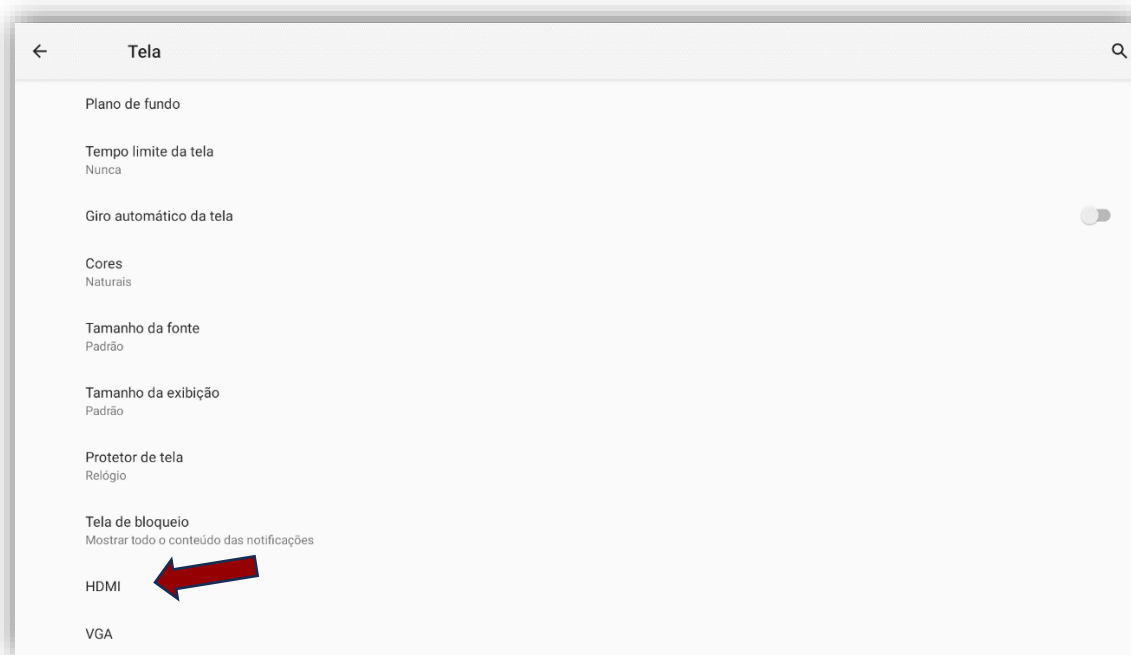 Tela
Plano de fundo
Tempo limite da tela
Nunca
Giro automático da tela
Cores
Naturais
Tamanho da fonte
Padrão
Tamanho da exibição
Padrão
Protetor de tela
Relógio
Tela de bloqueio
Mostrar todo o conteúdo das notificações
HDMI
VGA